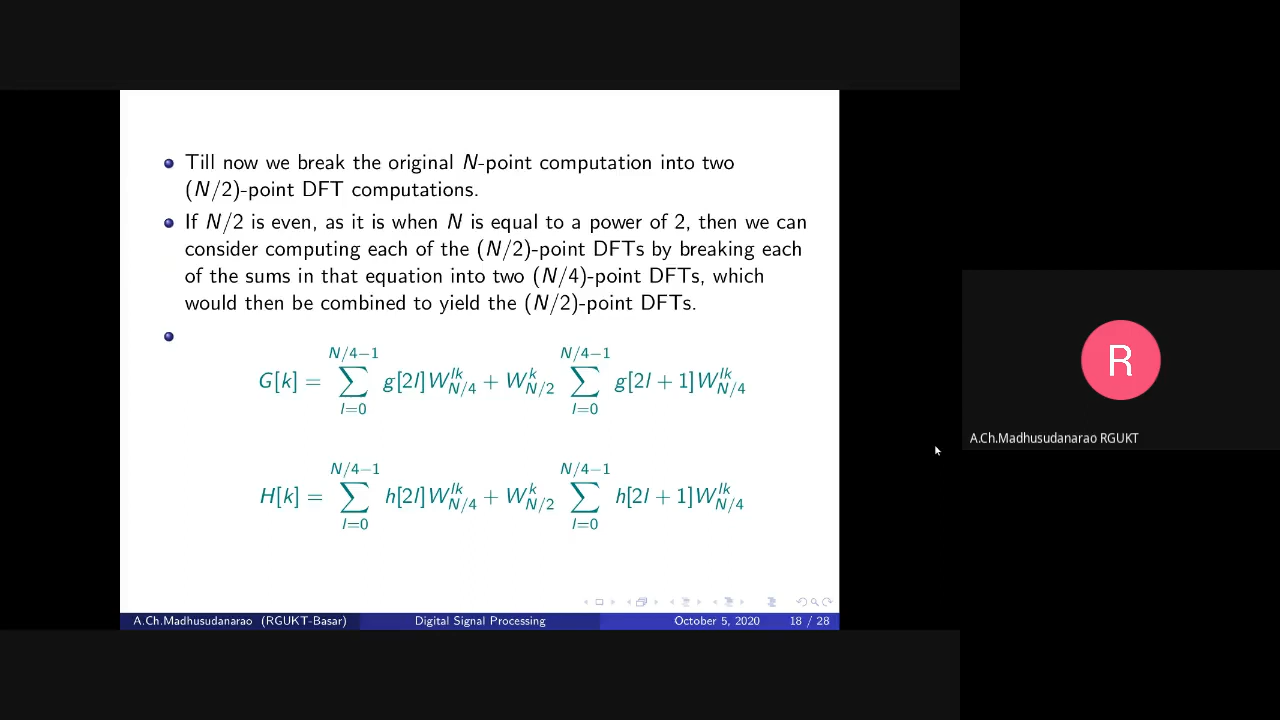 Till now we break the original N-point computation into two
(N/2)-point DFT computations.
If N/2 is even, as it is when N is equal to a power of 2, then we can
consider computing each of the (N/2)-point DFTs by breaking each
of the sums in that equation into two (N/4)-point DFTs, which
would then be combined to yield the (N/2)-point DFTs.
G[k] = \sum_{l=0}^{N/4-1} g[2l] W_{N/4}^{lk} + W_{N/2}^{k} \sum_{l=0}^{N/4-1} g[2l + 1] W_{N/4}^{lk}
H[k] = \sum_{l=0}^{N/4-1} h[2l] W_{N/4}^{lk} + W_{N/2}^{k} \sum_{l=0}^{N/4-1} h[2l + 1] W_{N/4}^{lk}
A.Ch.Madhusudanarao (RGUKT-Basar) Digital Signal Processing October 5, 2020 18 / 28
R
A.Ch.Madhusudanarao RGUKT